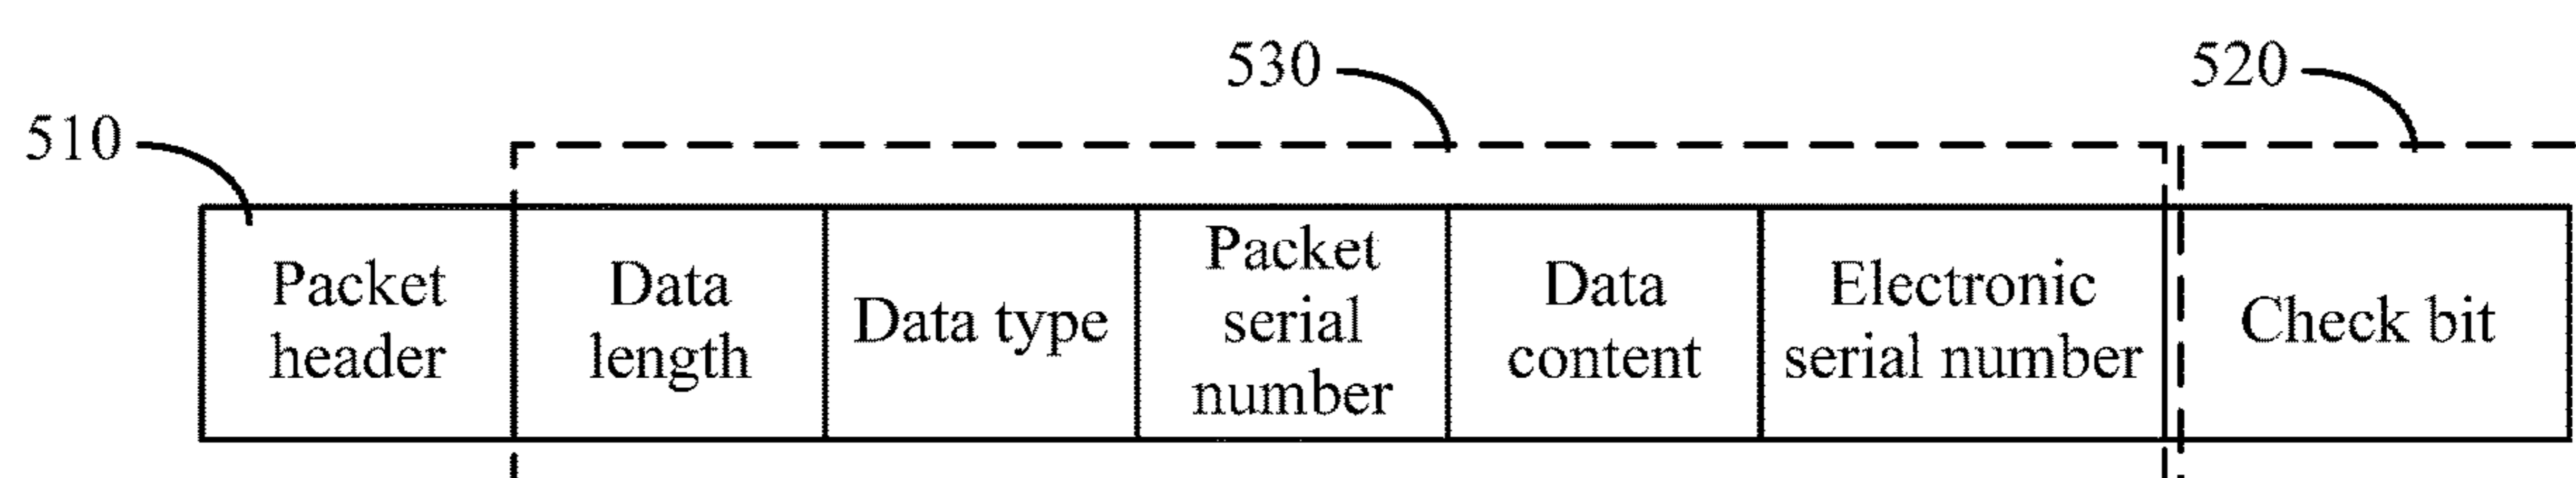 530
520
510
Packet
header
Data
length
Data type
Packet
serial
number
Data
content
Electronic
serial number
Check bit